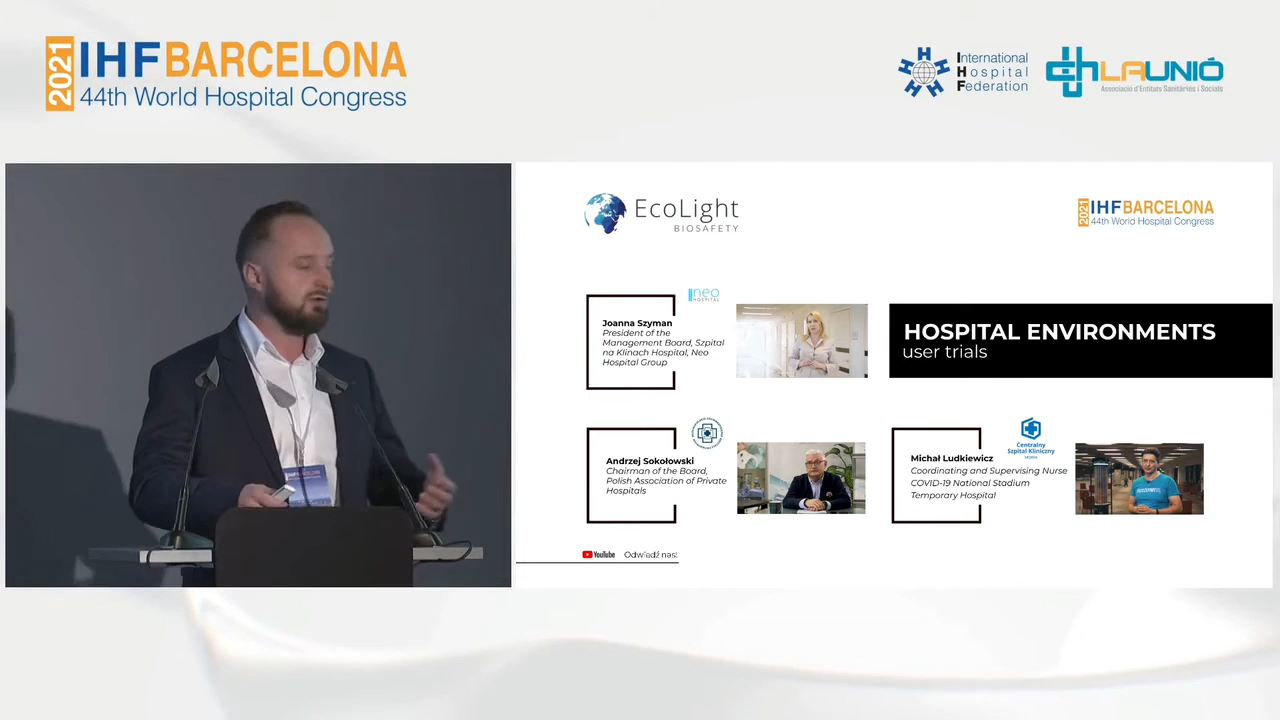 2021
IHF BARCELONA
44th World Hospital Congress
International
Hospital
Federation
LAUNIÓ
Associació d'Entitats Sanitàries i Socials
EcoLight
BIOSAFETY
2021
IHF BARCELONA
44th World Hospital Congress
neo
HOSPITAL
Joanna Szyman
President of the
Management Board, Szpital
na Klinach Hospital, Neo
Hospital Group
HOSPITAL ENVIRONMENTS
user trials
Andrzej Sokołowski
Chairman of the Board,
Polish Association of Private
Hospitals
Centralny
Szpital Kliniczny
MSWiA
Michał Ludkiewicz
Coordinating and Supervising Nurse
COVID-19 National Stadium
Temporary Hospital
YouTube
Odwiedź nas!